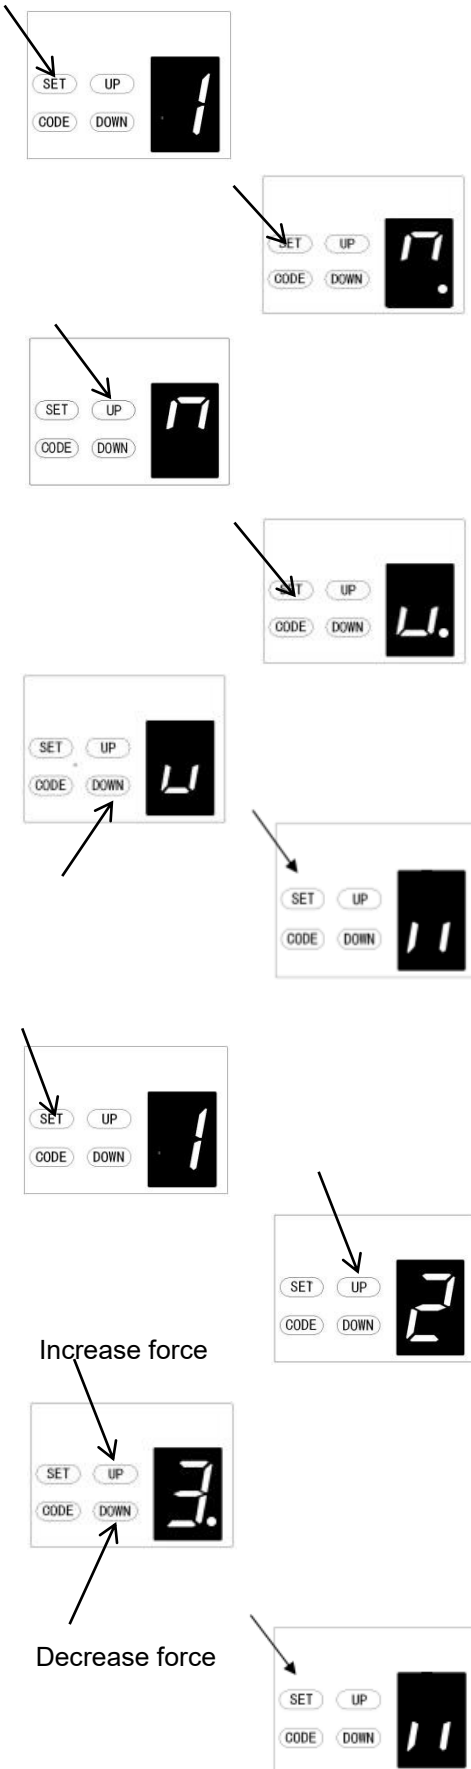 SET UP
CODE DOWN
1
SET UP
CODE DOWN
n.
SET UP
CODE DOWN
n
SET UP
CODE DOWN
u.
SET UP
CODE DOWN
u
SET UP
CODE DOWN
11
SET UP
CODE DOWN
1
SET UP
CODE DOWN
2
Increase force
SET UP
CODE DOWN
3.
Decrease force
SET UP
CODE DOWN
11